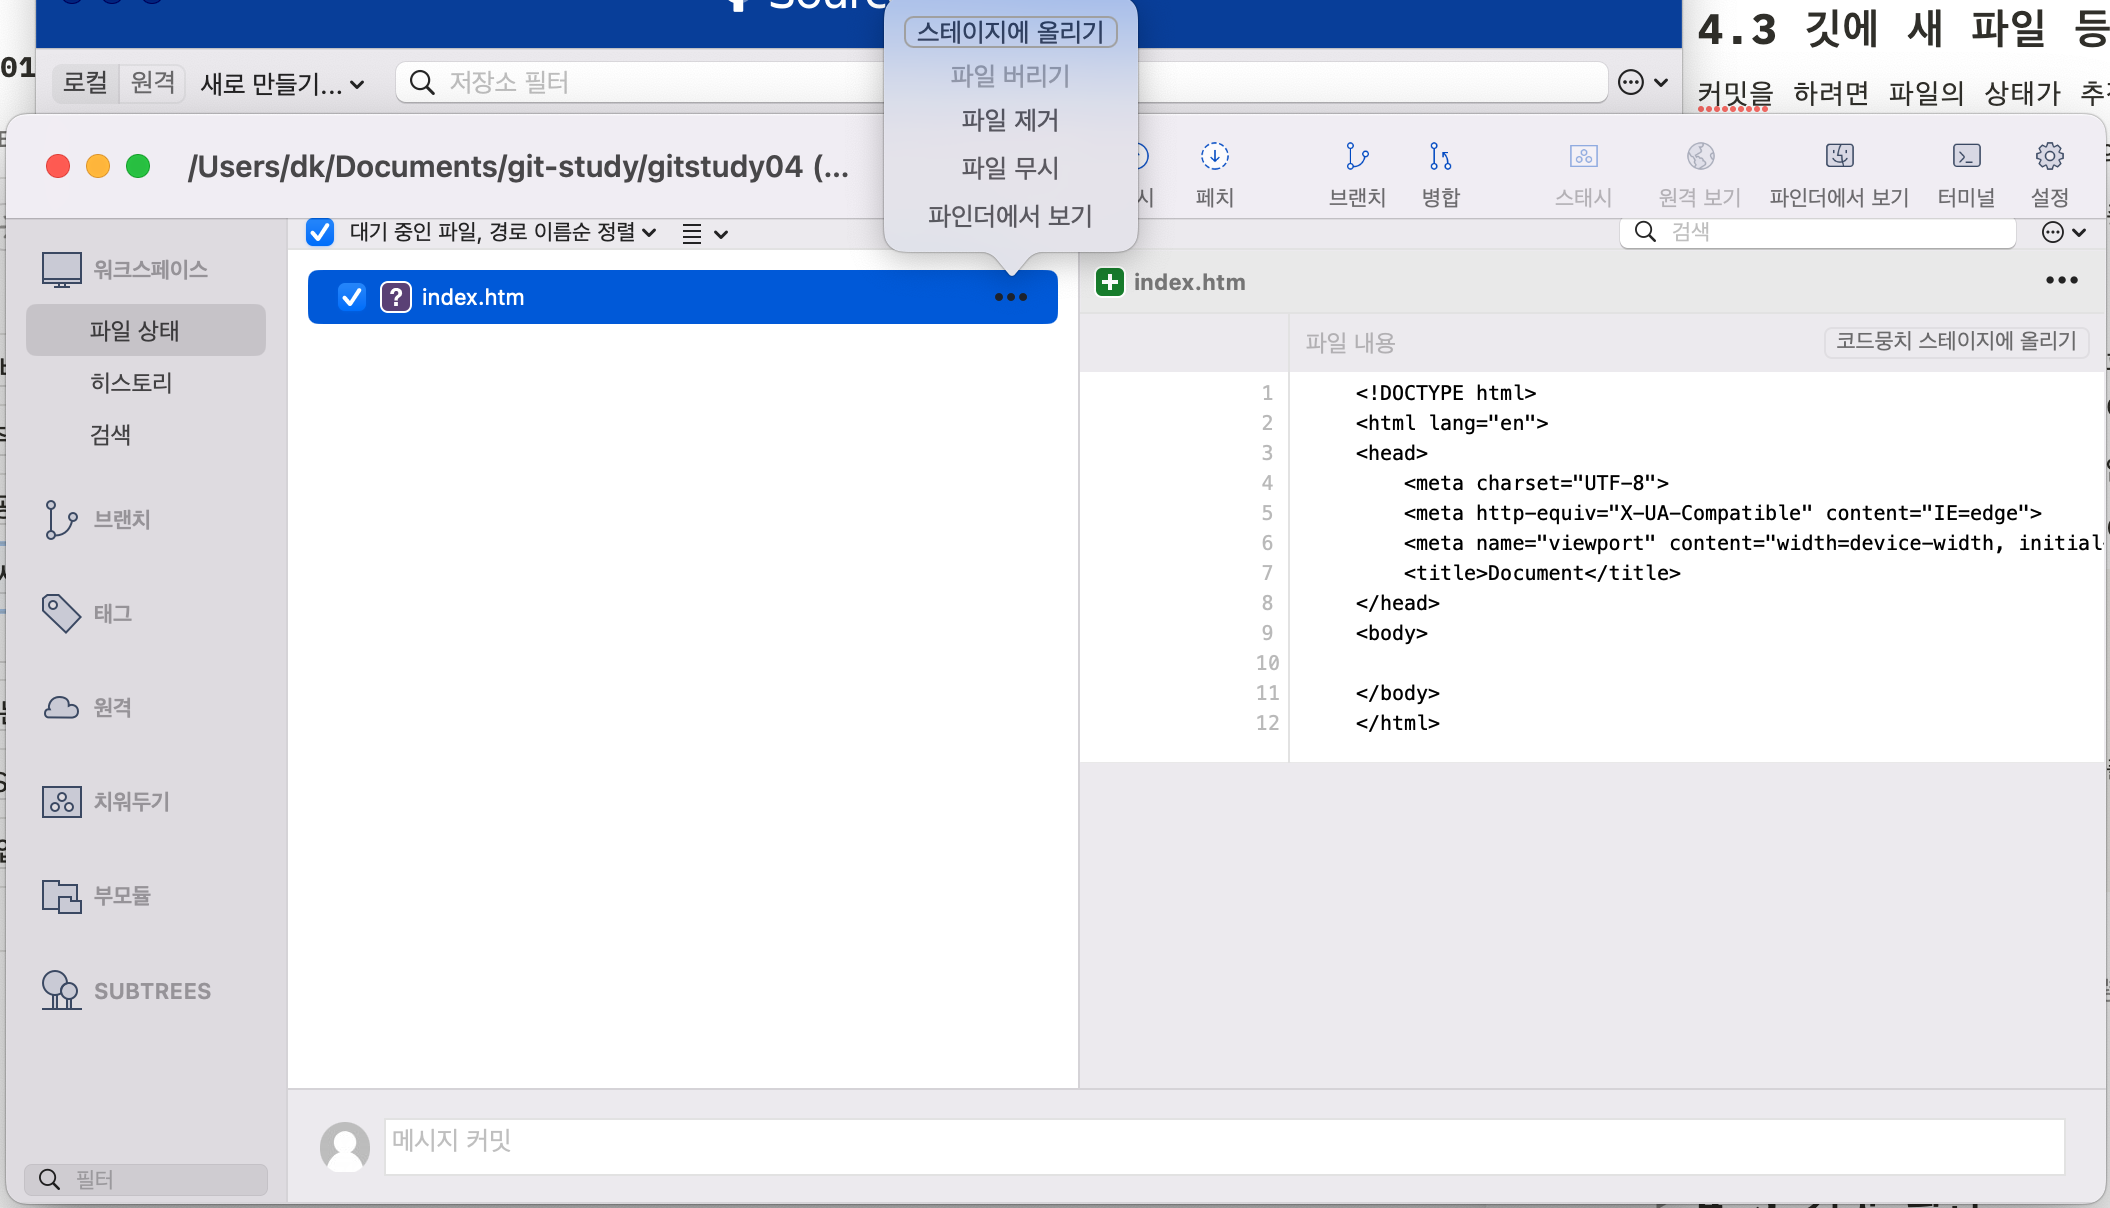 4.3 깃에 새 파일 등
01
로컬 원격 새로 만들기... 저장소 필터
커밋을 하려면 파일의 상태가 추
스테이지에 올리기
파일 버리기
파일 제거
파일 무시
파인더에서 보기
/Users/dk/Documents/git-study/gitstudy04 (...
페치
브랜치
병합
스태시
원격 보기
파인더에서 보기
터미널
설정
대기 중인 파일, 경로 이름순 정렬
검색
워크스페이스
파일 상태
히스토리
검색
브랜치
태그
원격
치워두기
부모듈
SUBTREES
필터
? index.htm •••
index.htm •••
파일 내용
코드뭉치 스테이지에 올리기
1 <!DOCTYPE html>
2 <html lang="en">
3 <head>
4 <meta charset="UTF-8">
5 <meta http-equiv="X-UA-Compatible" content="IE=edge">
6 <meta name="viewport" content="width=device-width, initial-
7 <title>Document</title>
8 </head>
9 <body>
10
11 </body>
12 </html>
메시지 커밋